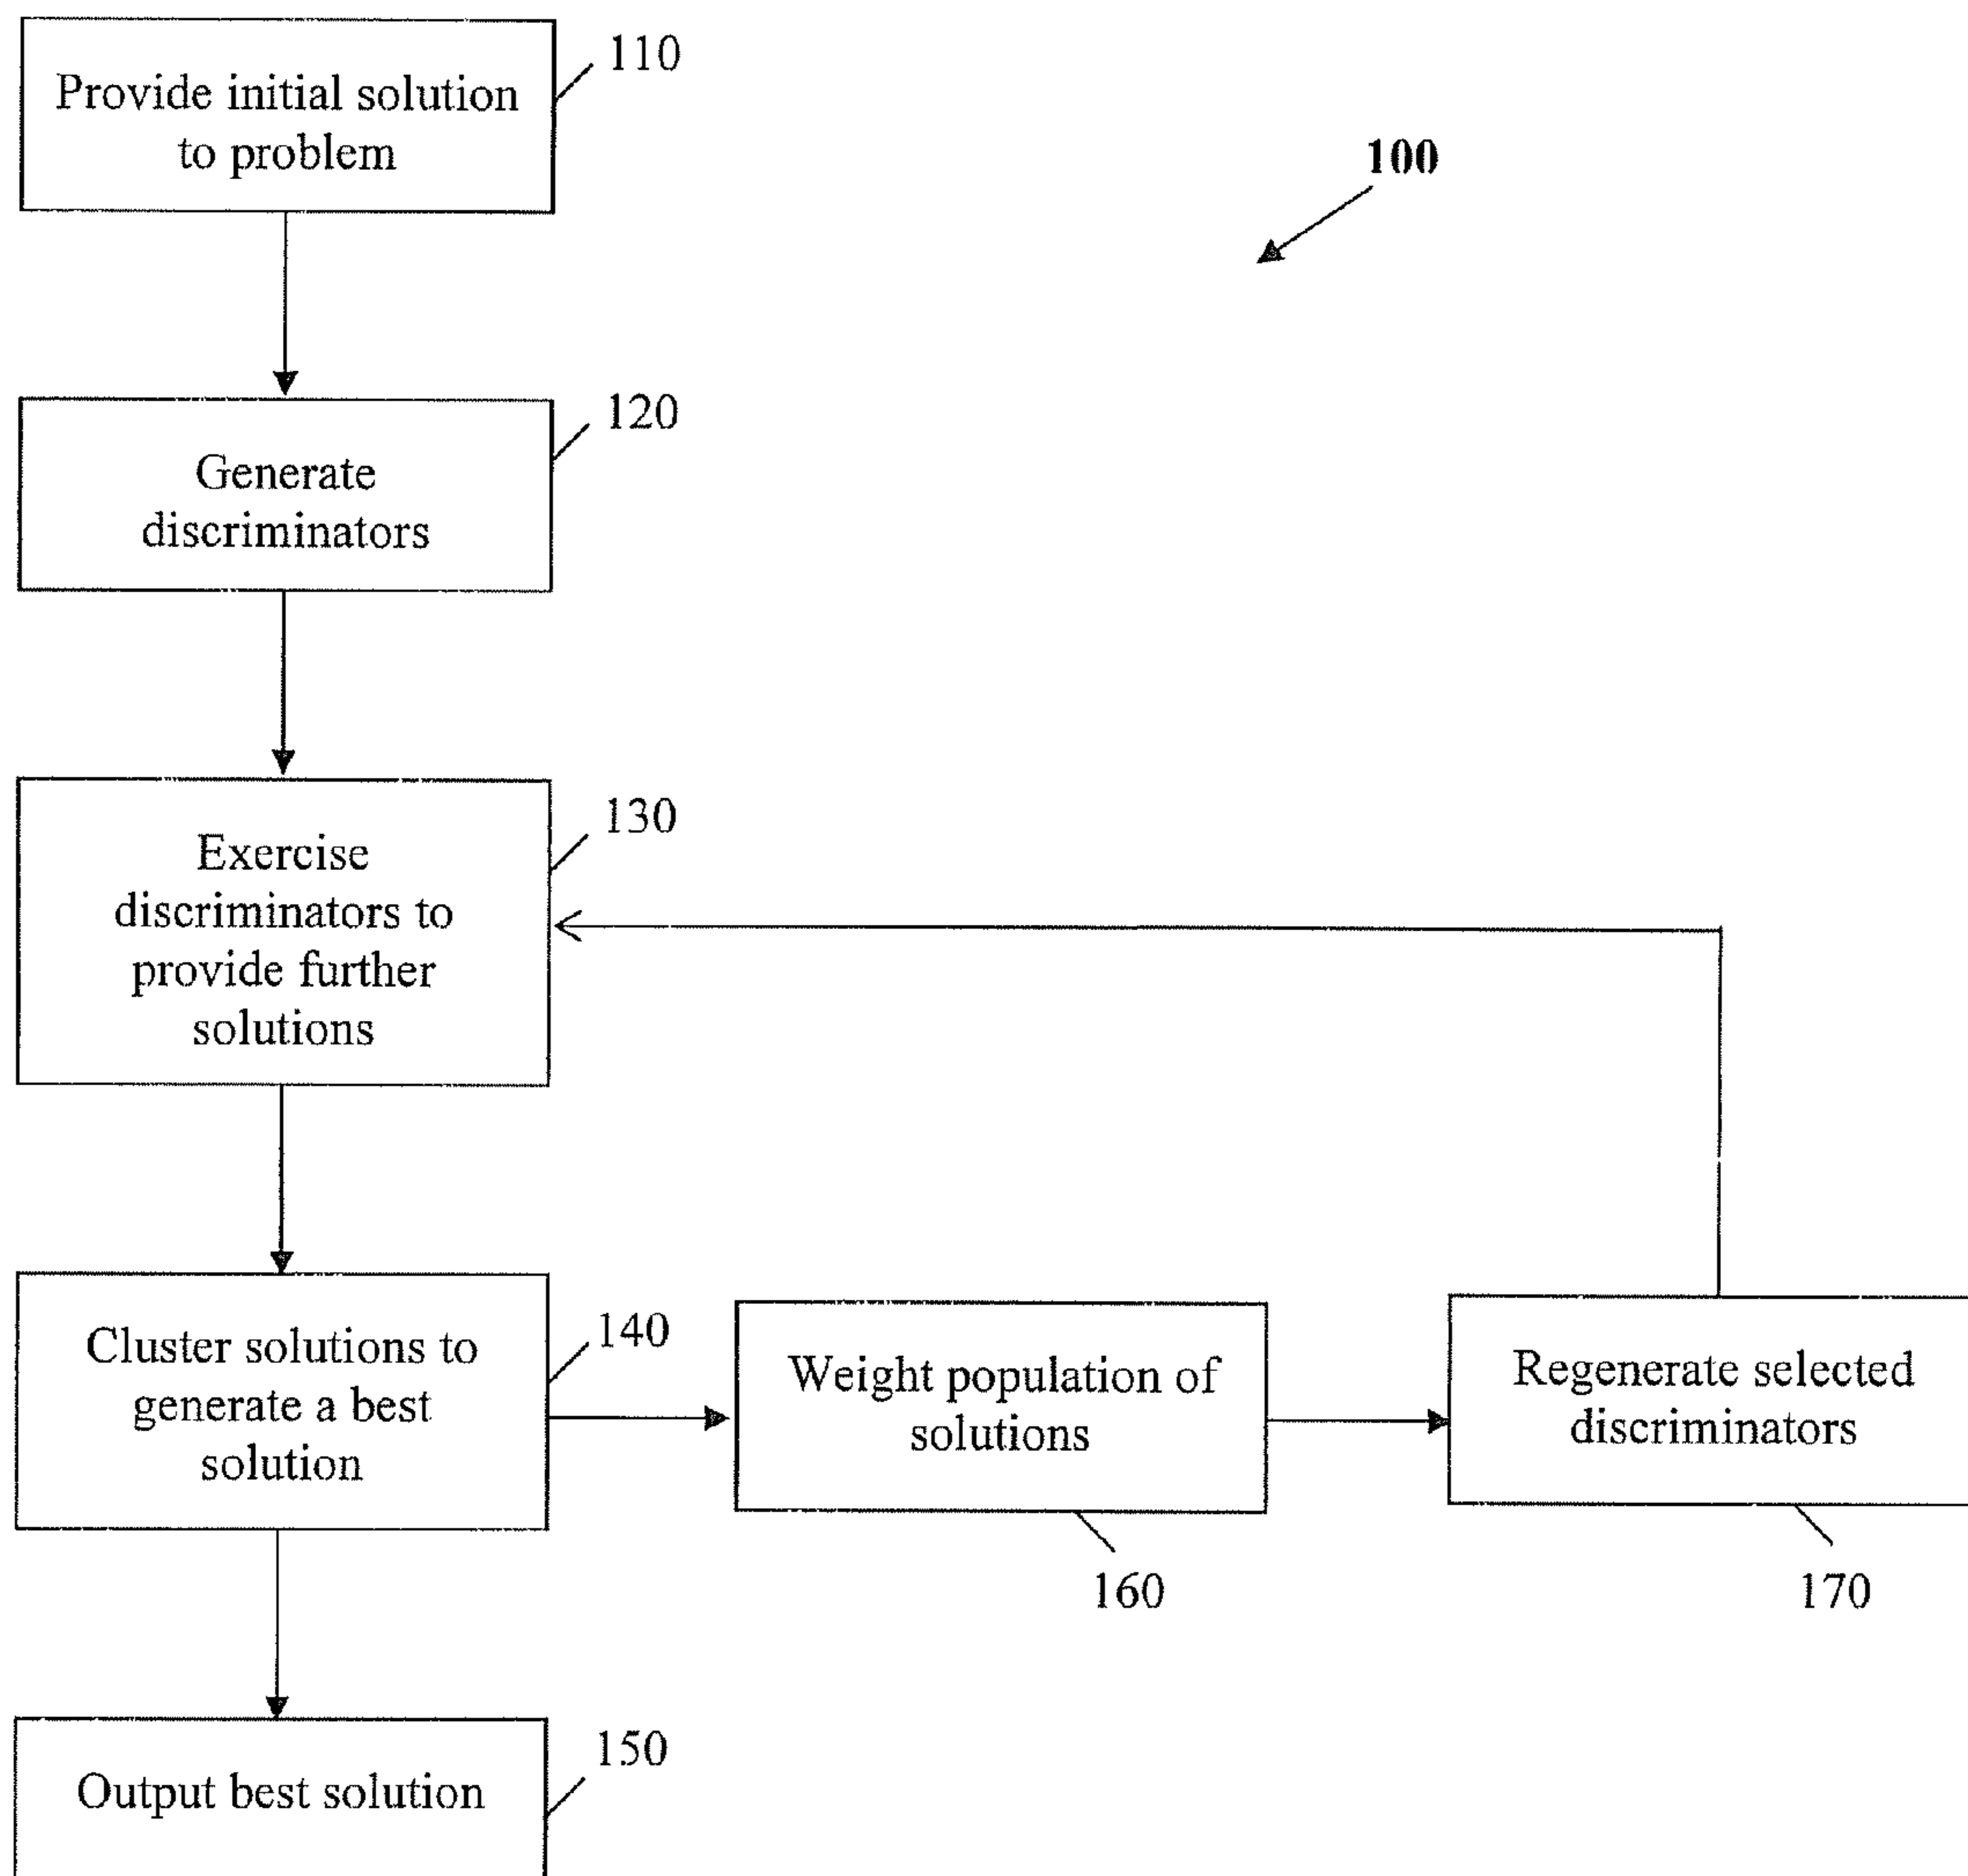 110
Provide initial solution
to problem
100
120
Generate
discriminators
130
Exercise
discriminators to
provide further
solutions
140
Cluster solutions to
generate a best
solution
Weight population of
solutions
160
Regenerate selected
discriminators
170
150
Output best solution